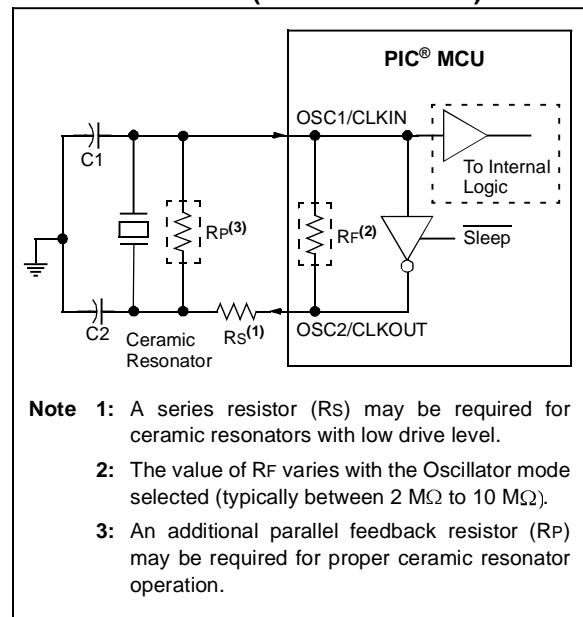 PIC® MCU
OSC1/CLKIN
C1
To Internal
Logic
RP(3)
RF(2)
Sleep
C2
Ceramic
Resonator
RS(1)
OSC2/CLKOUT
Note 1: A series resistor (RS) may be required for
ceramic resonators with low drive level.
2: The value of RF varies with the Oscillator mode
selected (typically between 2 MΩ to 10 MΩ).
3: An additional parallel feedback resistor (RP)
may be required for proper ceramic resonator
operation.